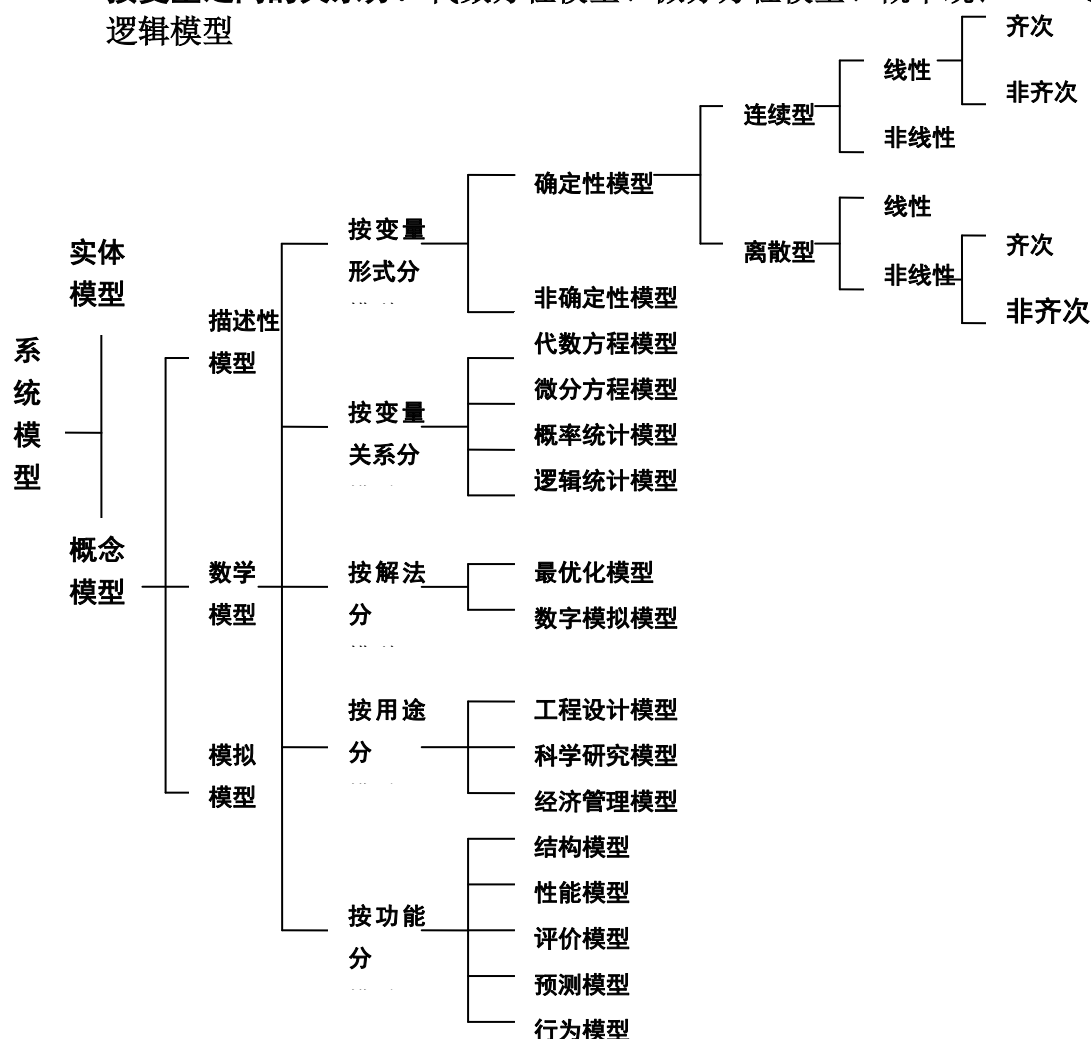 逻辑模型
齐次
线性
非齐次
连续型
非线性
确定性模型
线性
按变量
形式分
实体
模型
离散型
齐次
非线性
非齐次
非确定性模型
描述性
模型
系
统
模
型
代数方程模型
微分方程模型
按变量
关系分
概率统计模型
逻辑统计模型
概念
模型
数学
模型
按解法
分
最优化模型
数字模拟模型
模拟
模型
按用途
分
工程设计模型
科学研究模型
经济管理模型
结构模型
性能模型
按功能
分
评价模型
预测模型
行为模型